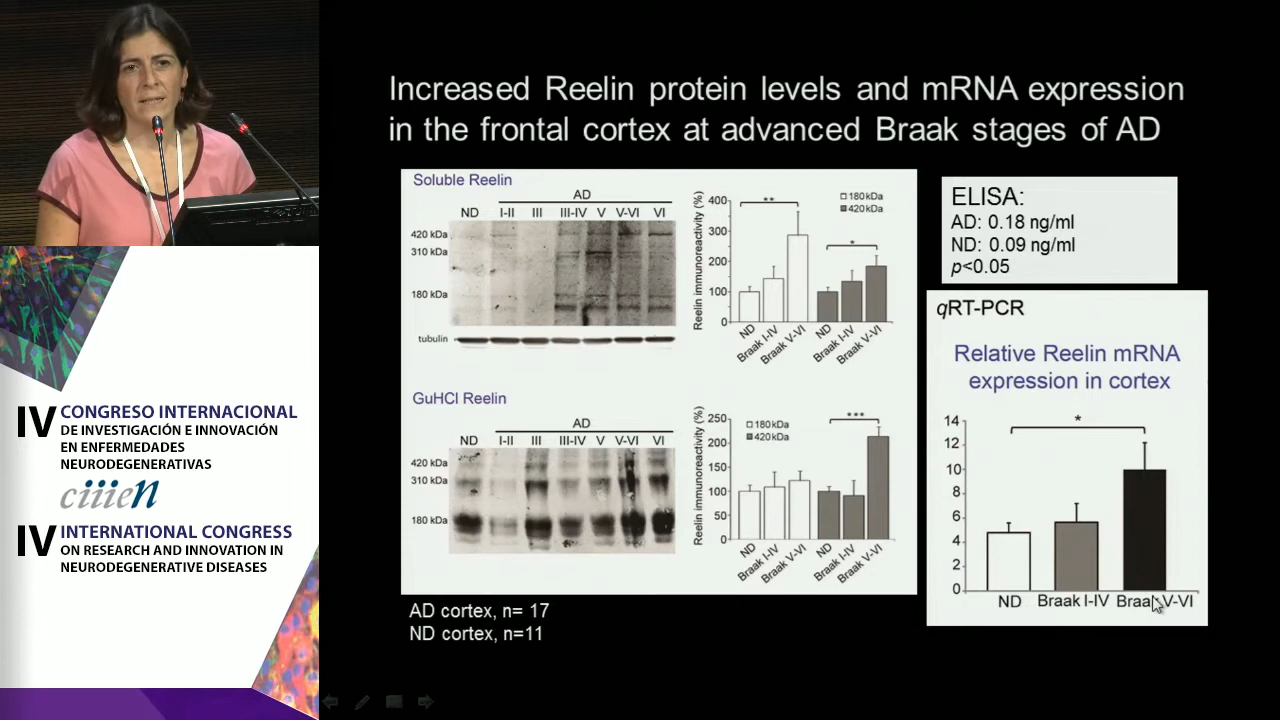 Increased Reelin protein levels and mRNA expression
in the frontal cortex at advanced Braak stages of AD
Soluble Reelin
AD
ND I-II III III-IV V V-VI VI
420 kDa
310 kDa
180 kDa
tubulin
Reelin immunoreactivity (%)
400
300
200
100
0
**
*
180kDa
420kDa
ND Braak I-IV Braak V-VI ND Braak I-IV Braak V-VI
GuHCl Reelin
AD
ND I-II III III-IV V V-VI VI
420 kDa
310 kDa
180 kDa
Reelin immunoreactivity (%)
250
200
150
100
50
0
***
180kDa
420kDa
ND Braak I-IV Braak V-VI ND Braak I-IV Braak V-VI
AD cortex, n= 17
ND cortex, n=11
ELISA:
AD: 0.18 ng/ml
ND: 0.09 ng/ml
p<0.05
qRT-PCR
Relative Reelin mRNA
expression in cortex
14
12
10
8
6
4
2
0
*
ND Braak I-IV Braak V-VI
IV CONGRESO INTERNACIONAL
DE INVESTIGACIÓN E INNOVACIÓN
EN ENFERMEDADES
NEURODEGENERATIVAS
ciiien
IV INTERNATIONAL CONGRESS
ON RESEARCH AND INNOVATION IN
NEURODEGENERATIVE DISEASES